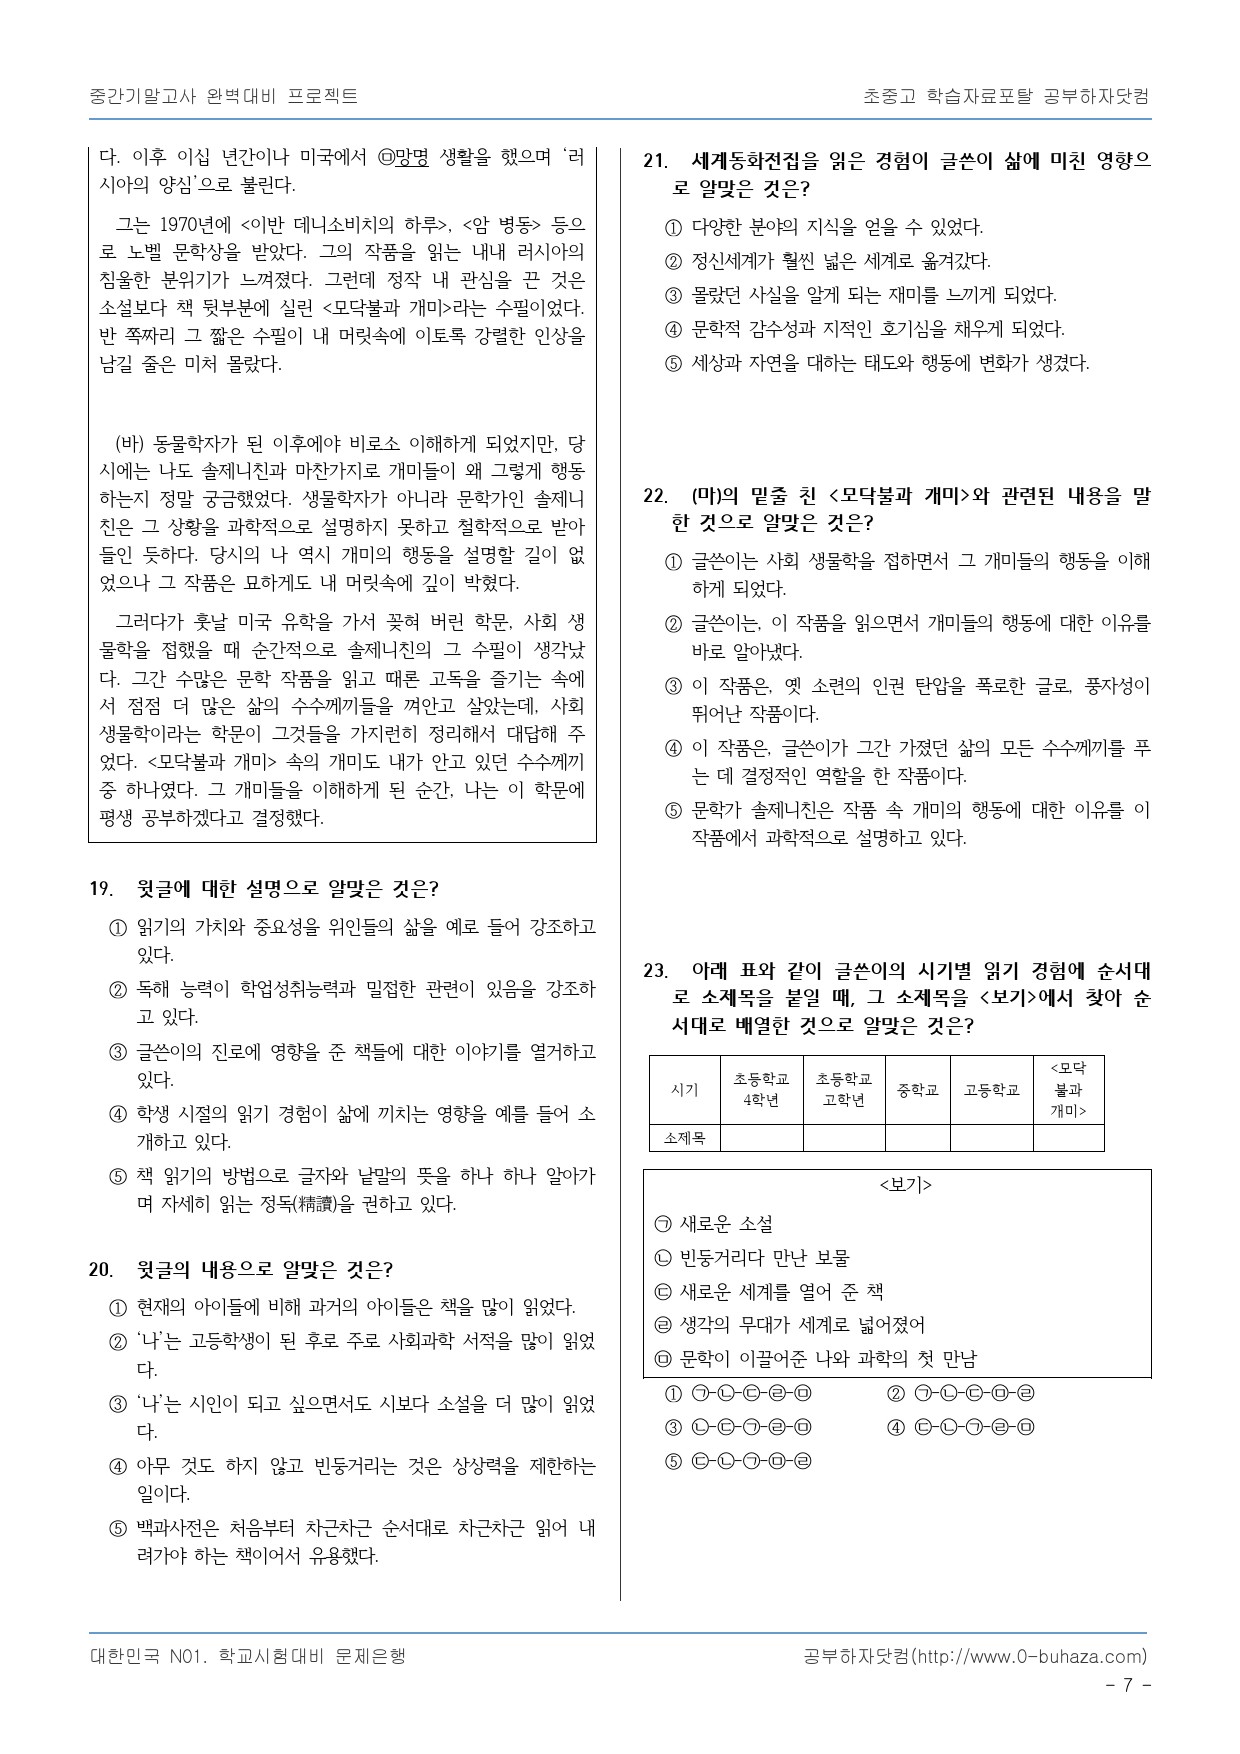 중간기말고사 완벽대비 프로젝트
초중고 학습자료포탈 공부하자닷컴
다. 이후 이십 년간이나 미국에서 ㉤망명 생활을 했으며 ‘러
시아의 양심’으로 불린다.
그는 1970년에 <이반 데니소비치의 하루>, <암 병동> 등으
로 노벨 문학상을 받았다. 그의 작품을 읽는 내내 러시아의
침울한 분위기가 느껴졌다. 그런데 정작 내 관심을 끈 것은
소설보다 책 뒷부분에 실린 <모닥불과 개미>라는 수필이었다.
반 쪽짜리 그 짧은 수필이 내 머릿속에 이토록 강렬한 인상을
남길 줄은 미처 몰랐다.
(바) 동물학자가 된 이후에야 비로소 이해하게 되었지만, 당
시에는 나도 솔제니친과 마찬가지로 개미들이 왜 그렇게 행동
하는지 정말 궁금했었다. 생물학자가 아니라 문학가인 솔제니
친은 그 상황을 과학적으로 설명하지 못하고 철학적으로 받아
들인 듯하다. 당시의 나 역시 개미의 행동을 설명할 길이 없
었으나 그 작품은 묘하게도 내 머릿속에 깊이 박혔다.
그러다가 훗날 미국 유학을 가서 꽂혀 버린 학문, 사회 생
물학을 접했을 때 순간적으로 솔제니친의 그 수필이 생각났
다. 그간 수많은 문학 작품을 읽고 때론 고독을 즐기는 속에
서 점점 더 많은 삶의 수수께끼들을 껴안고 살았는데, 사회
생물학이라는 학문이 그것들을 가지런히 정리해서 대답해 주
었다. <모닥불과 개미> 속의 개미도 내가 안고 있던 수수께끼
중 하나였다. 그 개미들을 이해하게 된 순간, 나는 이 학문에
평생 공부하겠다고 결정했다.
19. 윗글에 대한 설명으로 알맞은 것은?
① 읽기의 가치와 중요성을 위인들의 삶을 예로 들어 강조하고
있다.
② 독해 능력이 학업성취능력과 밀접한 관련이 있음을 강조하
고 있다.
③ 글쓴이의 진로에 영향을 준 책들에 대한 이야기를 열거하고
있다.
④ 학생 시절의 읽기 경험이 삶에 끼치는 영향을 예를 들어 소
개하고 있다.
⑤ 책 읽기의 방법으로 글자와 낱말의 뜻을 하나 하나 알아가
며 자세히 읽는 정독(精讀)을 권하고 있다.
20. 윗글의 내용으로 알맞은 것은?
① 현재의 아이들에 비해 과거의 아이들은 책을 많이 읽었다.
② ‘나’는 고등학생이 된 후로 주로 사회과학 서적을 많이 읽었
다.
③ ‘나’는 시인이 되고 싶으면서도 시보다 소설을 더 많이 읽었
다.
④ 아무 것도 하지 않고 빈둥거리는 것은 상상력을 제한하는
일이다.
⑤ 백과사전은 처음부터 차근차근 순서대로 차근차근 읽어 내
려가야 하는 책이어서 유용했다.
21. 세계동화전집을 읽은 경험이 글쓴이 삶에 미친 영향으
로 알맞은 것은?
① 다양한 분야의 지식을 얻을 수 있었다.
② 정신세계가 훨씬 넓은 세계로 옮겨갔다.
③ 몰랐던 사실을 알게 되는 재미를 느끼게 되었다.
④ 문학적 감수성과 지적인 호기심을 채우게 되었다.
⑤ 세상과 자연을 대하는 태도와 행동에 변화가 생겼다.
22. (마)의 밑줄 친 <모닥불과 개미>와 관련된 내용을 말
한 것으로 알맞은 것은?
① 글쓴이는 사회 생물학을 접하면서 그 개미들의 행동을 이해
하게 되었다.
② 글쓴이는, 이 작품을 읽으면서 개미들의 행동에 대한 이유를
바로 알아냈다.
③ 이 작품은, 옛 소련의 인권 탄압을 폭로한 글로, 풍자성이
뛰어난 작품이다.
④ 이 작품은, 글쓴이가 그간 가졌던 삶의 모든 수수께끼를 푸
는 데 결정적인 역할을 한 작품이다.
⑤ 문학가 솔제니친은 작품 속 개미의 행동에 대한 이유를 이
작품에서 과학적으로 설명하고 있다.
23. 아래 표와 같이 글쓴이의 시기별 읽기 경험에 순서대
로 소제목을 붙일 때, 그 소제목을 <보기>에서 찾아 순
서대로 배열한 것으로 알맞은 것은?
시기 초등학교 4학년 초등학교 고학년 중학교 고등학교 <모닥불과 개미>
소제목
<보기>
㉠ 새로운 소설
㉡ 빈둥거리다 만난 보물
㉢ 새로운 세계를 열어 준 책
㉣ 생각의 무대가 세계로 넓어졌어
㉤ 문학이 이끌어준 나와 과학의 첫 만남
① ㉠-㉡-㉢-㉣-㉤ ② ㉠-㉡-㉢-㉤-㉣
③ ㉡-㉢-㉠-㉣-㉤ ④ ㉢-㉡-㉠-㉣-㉤
⑤ ㉢-㉡-㉠-㉤-㉣
대한민국 N01. 학교시험대비 문제은행
공부하자닷컴(http://www.0-buhaza.com)
- 7 -